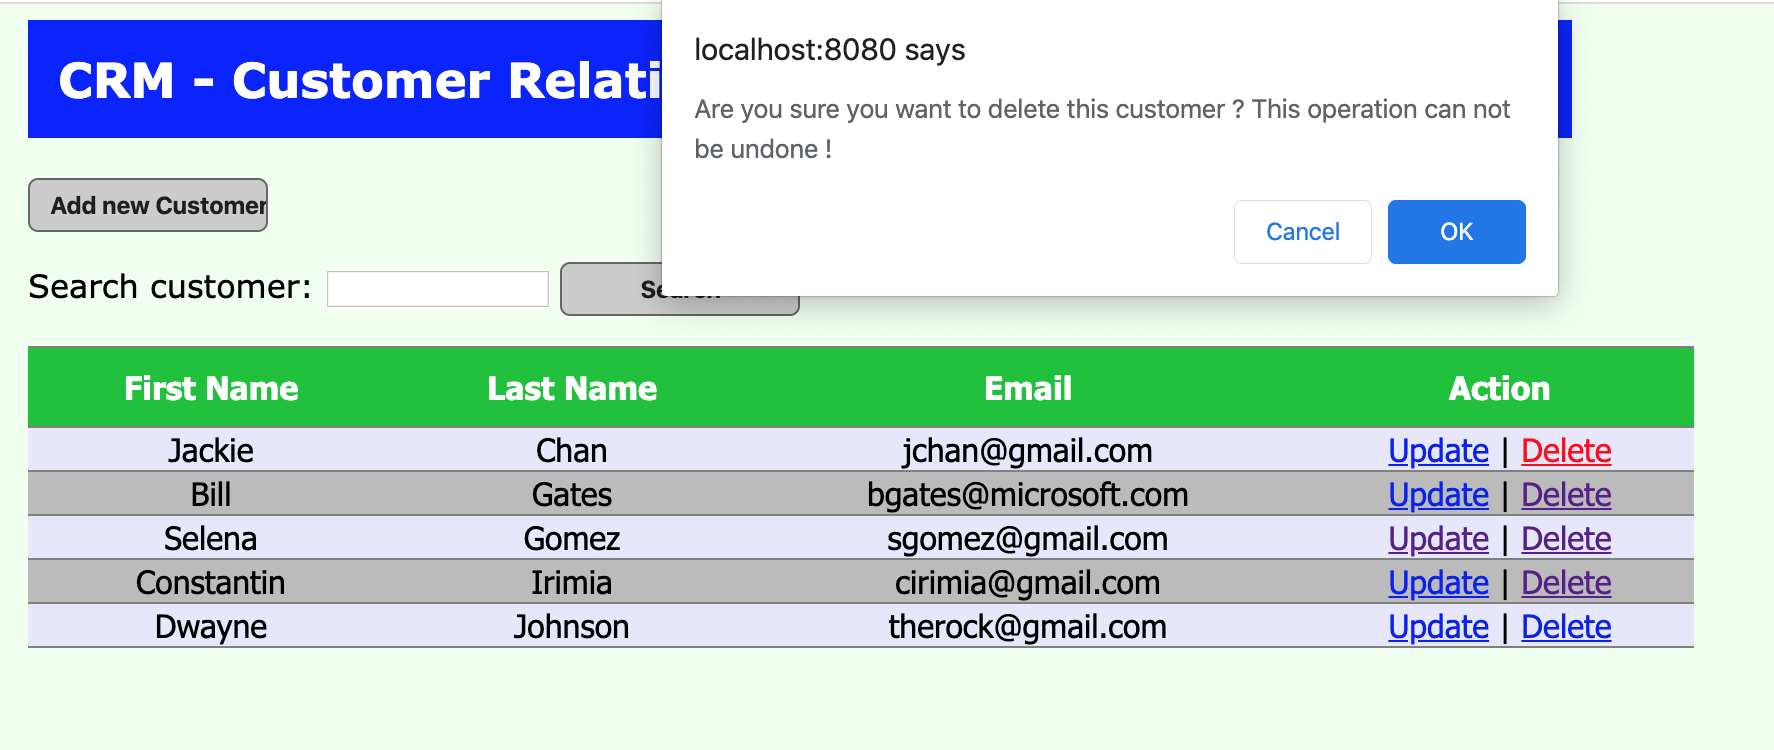 localhost:8080 says
Are you sure you want to delete this customer ? This operation can not
be undone !
Cancel OK
CRM - Customer Relati
Add new Customer
Search customer:
First Name Last Name Email Action
Jackie Chan jchan@gmail.com Update | Delete
Bill Gates bgates@microsoft.com Update | Delete
Selena Gomez sgomez@gmail.com Update | Delete
Constantin Irimia cirimia@gmail.com Update | Delete
Dwayne Johnson therock@gmail.com Update | Delete